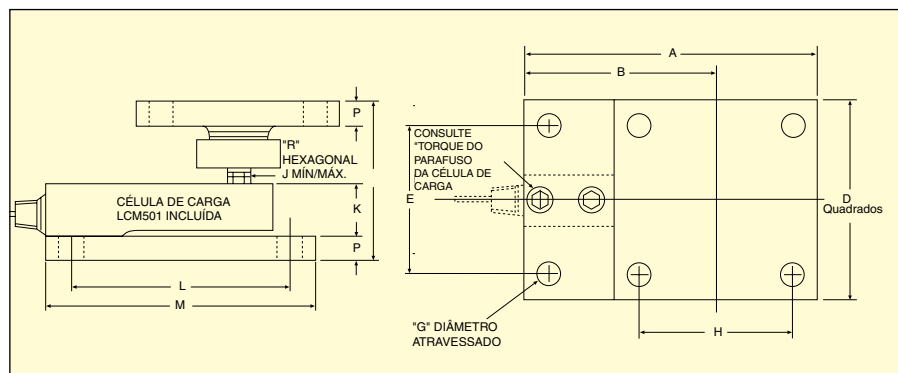 P
"R"
HEXAGONAL
J MÍN/MÁX.
CÉLULA DE CARGA
LCM501 INCLUÍDA
K
P
L
M
A
B
CONSULTE
"TORQUE DO
PARAFUSO
DA CÉLULA DE
CARGA
E
D
Quadrados
"G" DIÂMETRO
ATRAVESSADO
H